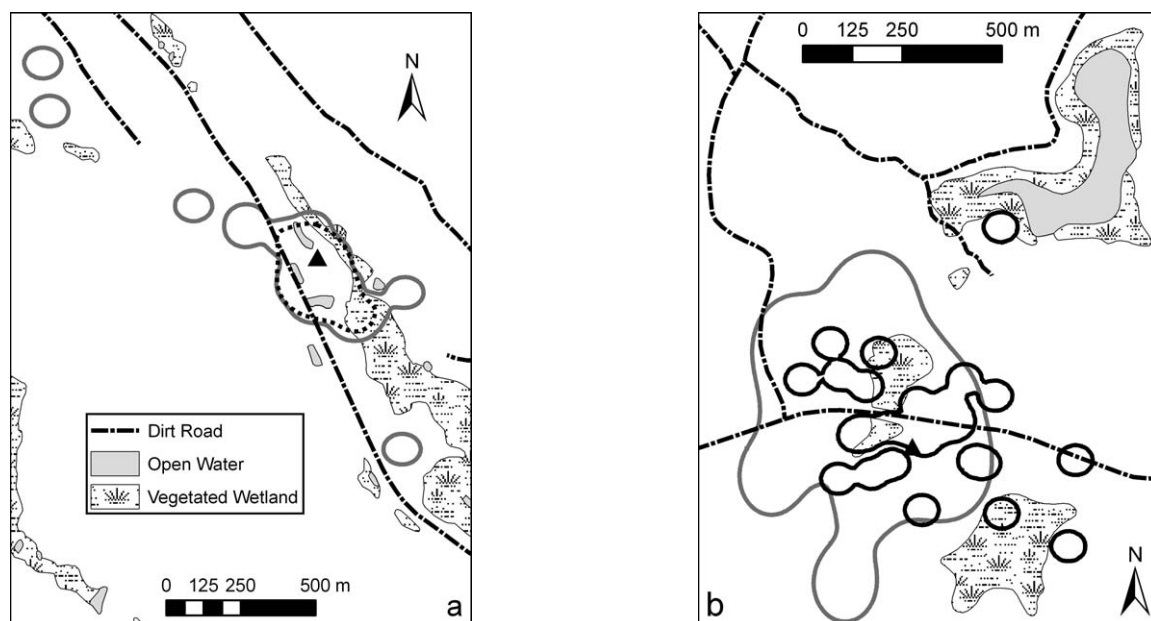 N
Dirt Road
Open Water
Vegetated Wetland
0 125 250 500 m
a
0 125 250 500 m
N
b